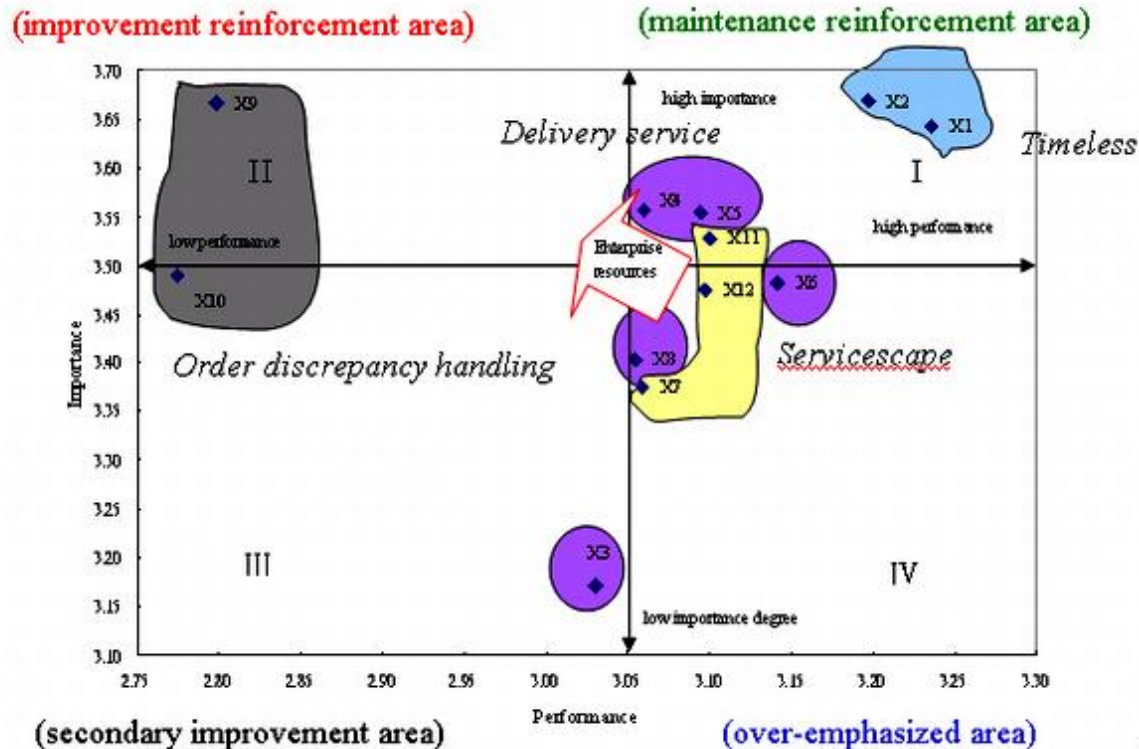 (improvement reinforcement area)
(maintenance reinforcement area)
3.70
X9
high importance
X2
3.65
Delivery service
X1
Timeless
3.60
II
I
3.55
X4
X5
X11
high performance
low performance
Enterprise
resources
3.50
X10
X12
X6
3.45
Importance
3.40
Order discrepancy handling
X8
Servicescape
X7
3.35
3.30
3.25
3.20
III
X3
IV
3.15
low importance degree
3.10
2.75 2.80 2.85 2.90 2.95 3.00 3.05 3.10 3.15 3.20 3.25 3.30
Performance
(secondary improvement area)
(over-emphasized area)